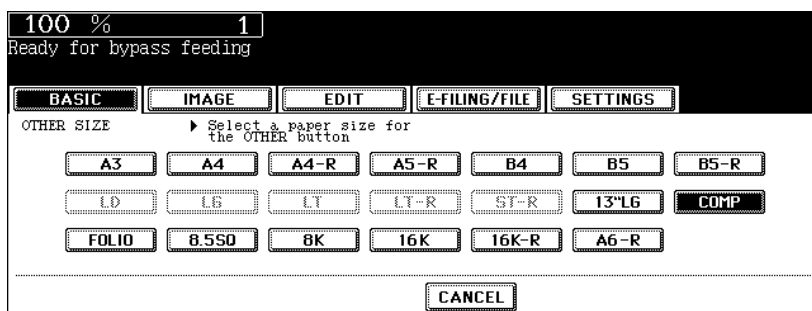 100 % 1
Ready for bypass feeding
BASIC IMAGE EDIT E-FILING/FILE SETTINGS
OTHER SIZE ▶ Select a paper size for
the OTHER button
A3 A4 A4-R A5-R B4 B5 B5-R
LD LG LT LT-R ST-R 13"LG COMP
FOLIO 8.5SQ 8K 16K 16K-R A6-R
CANCEL